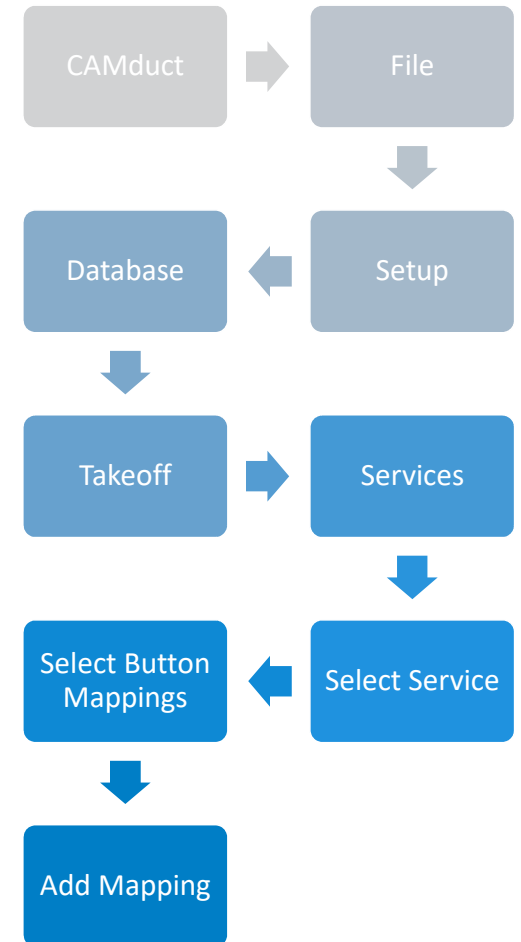 CAMduct
File
Setup
Database
Takeoff
Services
Select Service
Select Button
Mappings
Add Mapping